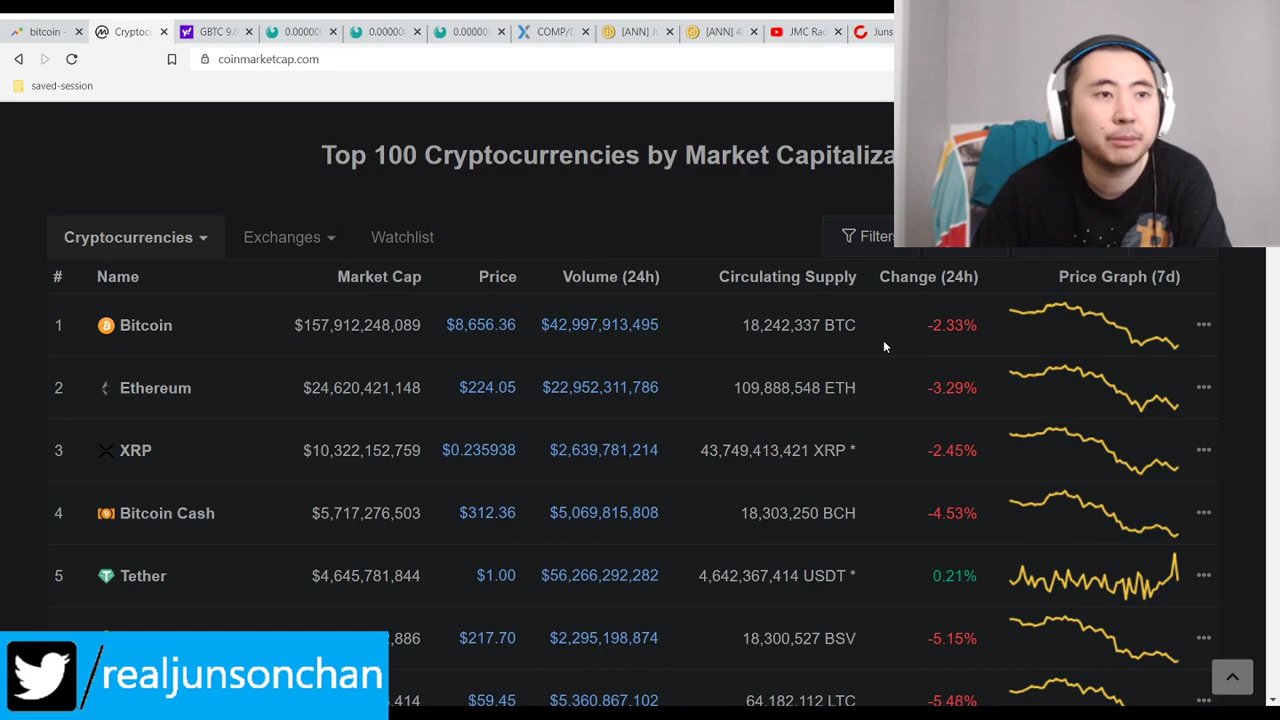 bitcoin -
Cryptoc
GBTC 9.8
0.00000
0.00000
0.00000
COMP/D
[ANN] J
[ANN] 4
JMC Rad
Juns
coinmarketcap.com
saved-session
Top 100 Cryptocurrencies by Market Capitaliza
Cryptocurrencies
Exchanges
Watchlist
Filters
# Name Market Cap Price Volume (24h) Circulating Supply Change (24h) Price Graph (7d)
1 Bitcoin $157,912,248,089 $8,656.36 $42,997,913,495 18,242,337 BTC -2.33%
2 Ethereum $24,620,421,148 $224.05 $22,952,311,786 109,888,548 ETH -3.29%
3 XRP $10,322,152,759 $0.235938 $2,639,781,214 43,749,413,421 XRP * -2.45%
4 Bitcoin Cash $5,717,276,503 $312.36 $5,069,815,808 18,303,250 BCH -4.53%
5 Tether $4,645,781,844 $1.00 $56,266,292,282 4,642,367,414 USDT * 0.21%
,886 $217.70 $2,295,198,874 18,300,527 BSV -5.15%
.414 $59.45 $5,360,867,102 64,182,112 LTC -5.48%
/realjunsonchan